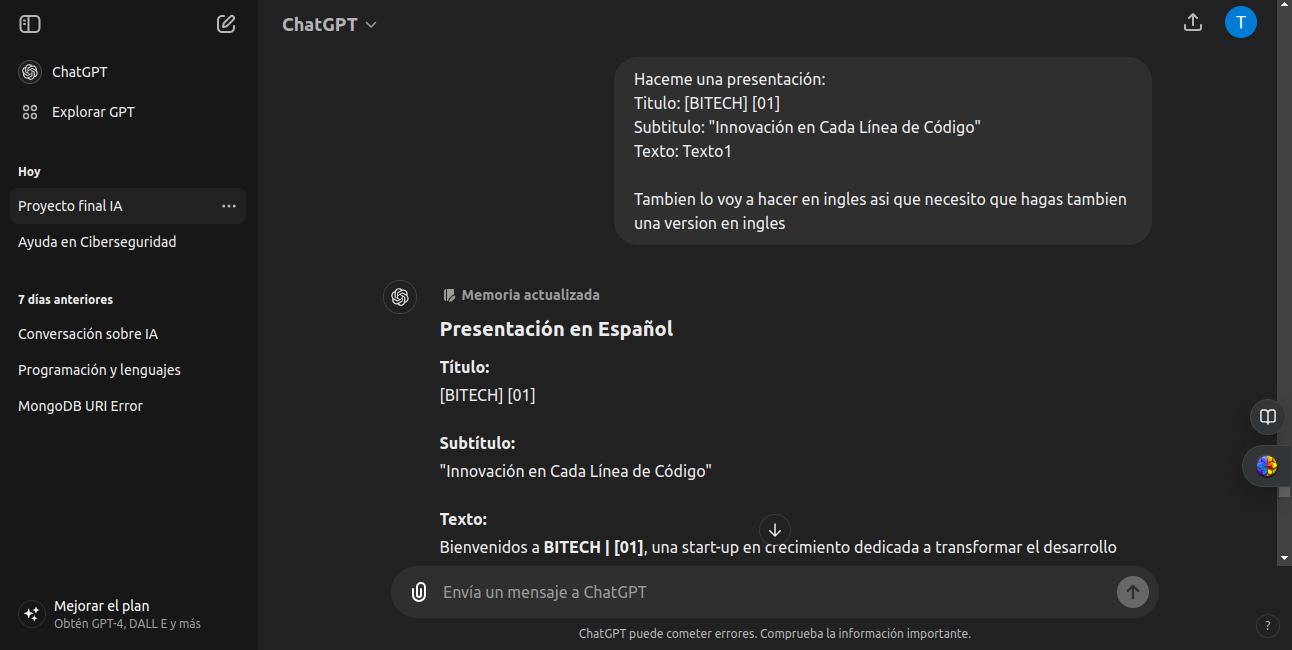 ChatGPT
T
ChatGPT
Explorar GPT
Hoy
Proyecto final IA
Ayuda en Ciberseguridad
7 días anteriores
Conversación sobre IA
Programación y lenguajes
MongoDB URI Error
Mejorar el plan
Obtén GPT-4, DALL E y más
Haceme una presentación:
Titulo: [BITECH] [01]
Subtitulo: "Innovación en Cada Línea de Código"
Texto: Texto1
Tambien lo voy a hacer en ingles asi que necesito que hagas tambien
una version en ingles
Memoria actualizada
Presentación en Español
Título:
[BITECH] [01]
Subtítulo:
"Innovación en Cada Línea de Código"
Texto:
Bienvenidos a BITECH | [01], una start-up en crecimiento dedicada a transformar el desarrollo
Envía un mensaje a ChatGPT
ChatGPT puede cometer errores. Comprueba la información importante.
?